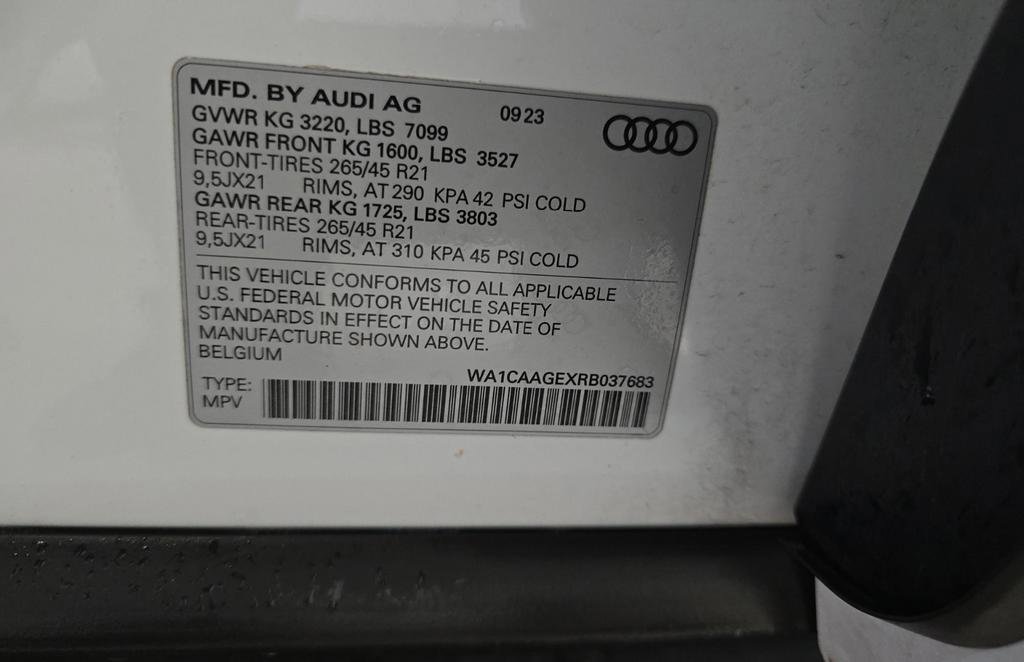 MFD. BY AUDI AG 09 23
GVWR KG 3220, LBS 7099
GAWR FRONT KG 1600, LBS 3527
FRONT-TIRES 265/45 R21
9,5JX21 RIMS, AT 290 KPA 42 PSI COLD
GAWR REAR KG 1725, LBS 3803
REAR-TIRES 265/45 R21
9,5JX21 RIMS, AT 310 KPA 45 PSI COLD
THIS VEHICLE CONFORMS TO ALL APPLICABLE
U.S. FEDERAL MOTOR VEHICLE SAFETY
STANDARDS IN EFFECT ON THE DATE OF
MANUFACTURE SHOWN ABOVE.
BELGIUM
WA1CAAGEXRB037683
TYPE:
MPV